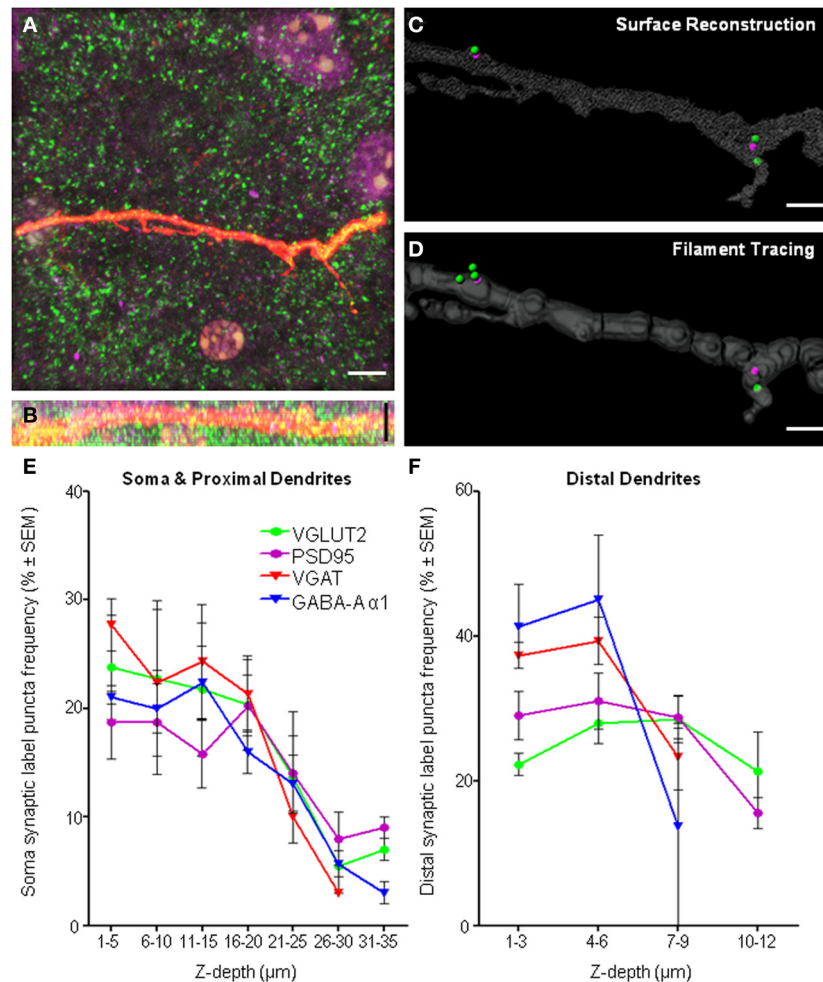 A
C
Surface Reconstruction
D
Filament Tracing
B
E
Soma & Proximal Dendrites
F
Distal Dendrites
Soma synaptic label puncta frequency (% ± SEM)
40
30
20
10
0
VGLUT2
PSD95
VGAT
GABA-A α1
1-5
6-10
11-15
16-20
21-25
26-30
31-35
Z-depth (µm)
Distal synaptic label puncta frequency (% ± SEM)
60
40
20
0
1-3
4-6
7-9
10-12
Z-depth (µm)